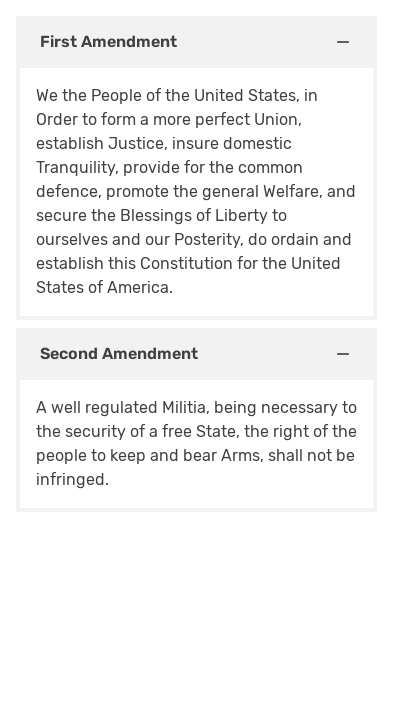 First Amendment
We the People of the United States, in
Order to form a more perfect Union,
establish Justice, insure domestic
Tranquility, provide for the common
defence, promote the general Welfare, and
secure the Blessings of Liberty to
ourselves and our Posterity, do ordain and
establish this Constitution for the United
States of America.
Second Amendment
A well regulated Militia, being necessary to
the security of a free State, the right of the
people to keep and bear Arms, shall not be
infringed.